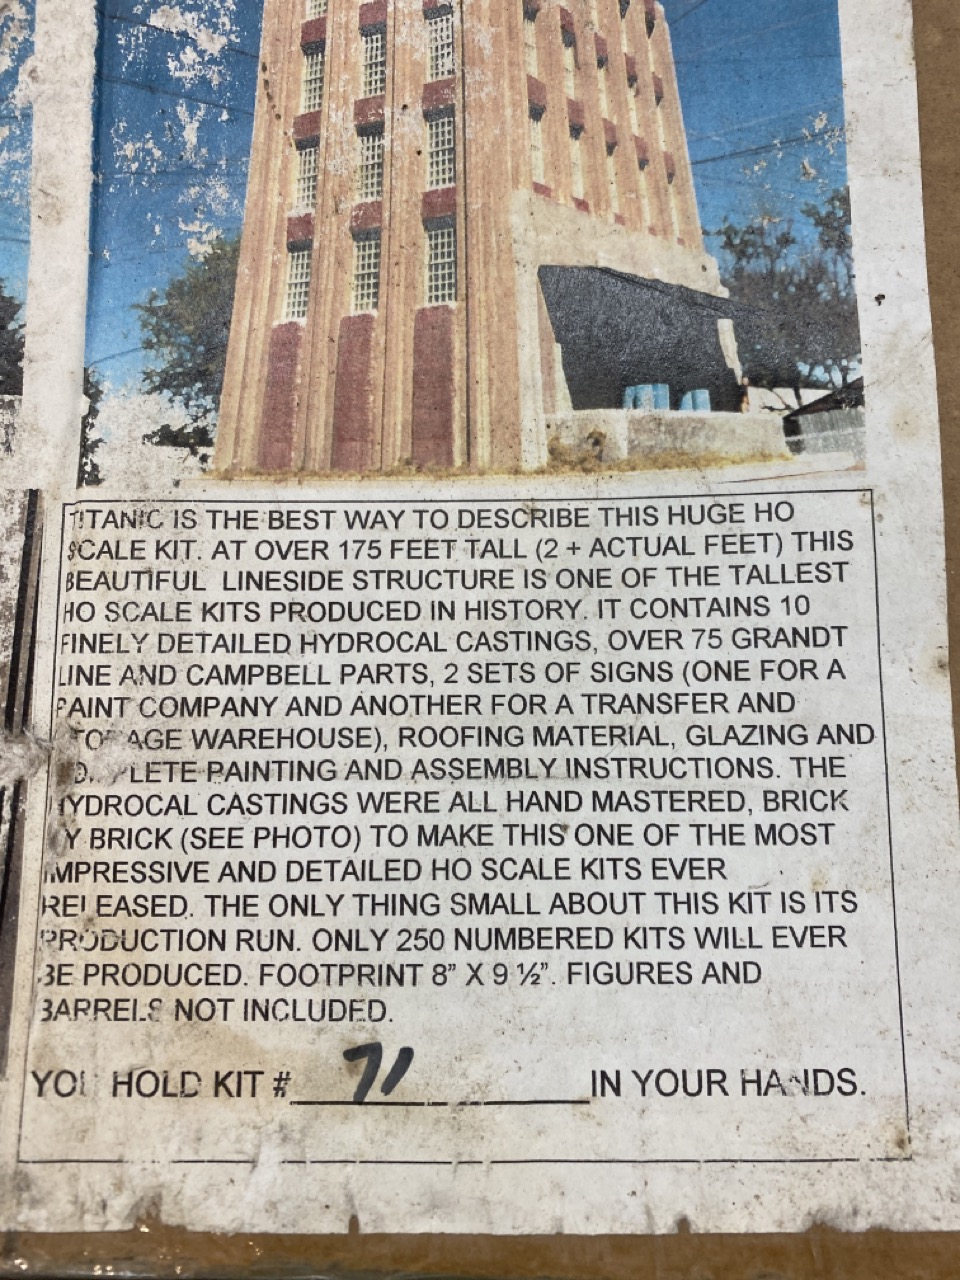 TITANIC IS THE BEST WAY TO DESCRIBE THIS HUGE HO
SCALE KIT. AT OVER 175 FEET TALL (2 + ACTUAL FEET) THIS
BEAUTIFUL LINESIDE STRUCTURE IS ONE OF THE TALLEST
HO SCALE KITS PRODUCED IN HISTORY. IT CONTAINS 10
FINELY DETAILED HYDROCAL CASTINGS, OVER 75 GRANDT
LINE AND CAMPBELL PARTS, 2 SETS OF SIGNS (ONE FOR A
PAINT COMPANY AND ANOTHER FOR A TRANSFER AND
STORAGE WAREHOUSE), ROOFING MATERIAL, GLAZING AND
COMPLETE PAINTING AND ASSEMBLY INSTRUCTIONS. THE
HYDROCAL CASTINGS WERE ALL HAND MASTERED, BRICK
BY BRICK (SEE PHOTO) TO MAKE THIS ONE OF THE MOST
IMPRESSIVE AND DETAILED HO SCALE KITS EVER
RELEASED. THE ONLY THING SMALL ABOUT THIS KIT IS ITS
PRODUCTION RUN. ONLY 250 NUMBERED KITS WILL EVER
BE PRODUCED. FOOTPRINT 8" X 9 ½". FIGURES AND
BARRELS NOT INCLUDED.
YOU HOLD KIT # 71 IN YOUR HANDS.